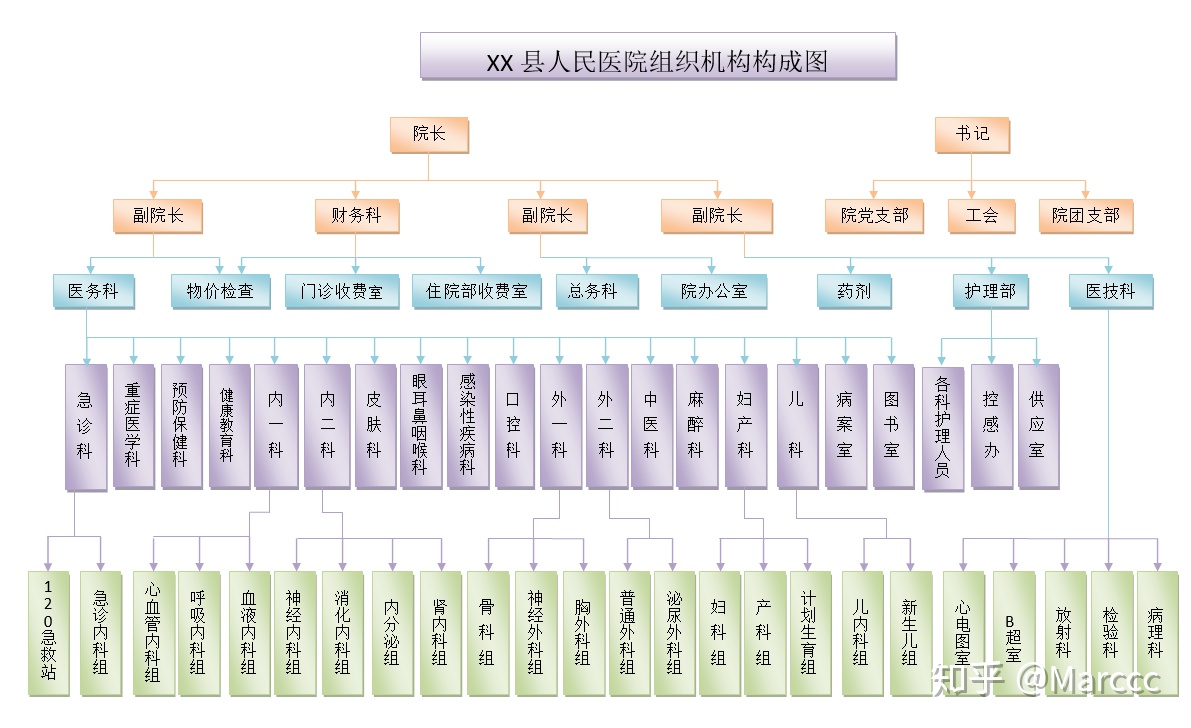 XX 县人民医院组织机构构成图
院长
书记
副院长
财务科
副院长
副院长
院党支部
工会
院团支部
医务科
物价检查
门诊收费室
住院部收费室
总务科
院办公室
药剂
护理部
医技科
急诊科
重症医学科
预防保健科
健康教育科
内一科
内二科
皮肤科
眼耳鼻咽喉科
感染性疾病科
口腔科
外一科
外二科
中医科
麻醉科
妇产科
儿科
病案室
图书室
各科护理人员
控感办
供应室
120急救站
急诊内科组
心血管内科组
呼吸内科组
血液内科组
神经内科组
消化内科组
内分泌组
肾内科组
骨科组
神经外科组
胸外科组
普通外科组
泌尿外科组
妇科组
产科组
计划生育组
儿内科组
新生儿组
心电图室
B超室
放射科
检验科
病理科
知乎 @Marccc